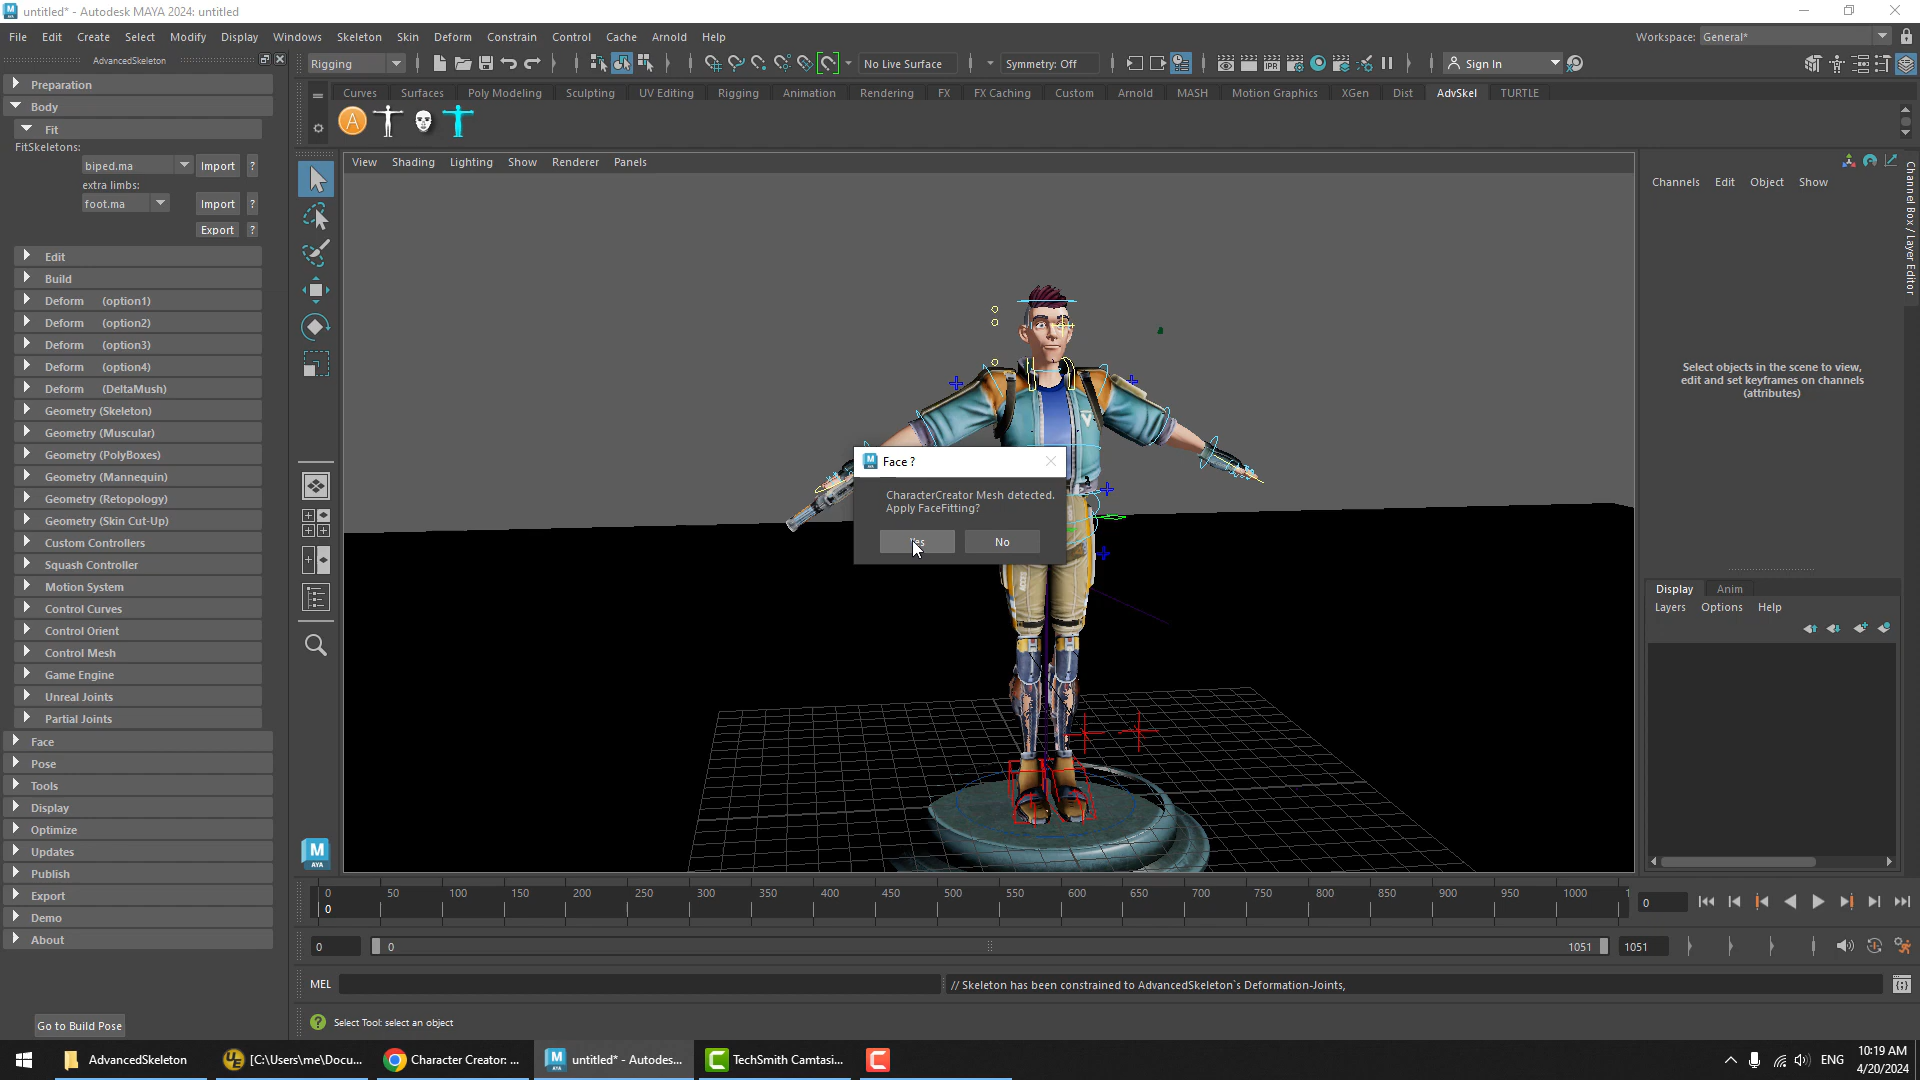 untitled* - Autodesk MAYA 2024: untitled
File Edit Create Select Modify Display Windows Skeleton Skin Deform Constrain Control Cache Arnold Help
Workspace: General*
AdvancedSkeleton
Rigging
No Live Surface
Symmetry: Off
Sign In
Preparation
Body
Fit
FitSkeletons:
biped.ma Import ?
extra limbs:
foot.ma Import ?
Export ?
Edit
Build
Deform (option1)
Deform (option2)
Deform (option3)
Deform (option4)
Deform (DeltaMush)
Geometry (Skeleton)
Geometry (Muscular)
Geometry (PolyBoxes)
Geometry (Mannequin)
Geometry (Retopology)
Geometry (Skin Cut-Up)
Custom Controllers
Squash Controller
Motion System
Control Curves
Control Orient
Control Mesh
Game Engine
Unreal Joints
Partial Joints
Face
Pose
Tools
Display
Optimize
Updates
Publish
Export
Demo
About
Go to Build Pose
Curves Surfaces Poly Modeling Sculpting UV Editing Rigging Animation Rendering FX FX Caching Custom Arnold MASH Motion Graphics XGen Dist AdvSkel TURTLE
A
View Shading Lighting Show Renderer Panels
Face ?
CharacterCreator Mesh detected.
Apply FaceFitting?
Yes No
Channels Edit Object Show
Channel Box / Layer Editor
Select objects in the scene to view,
edit and set keyframes on channels
(attributes)
Display Anim
Layers Options Help
M
AYA
0 50 100 150 200 250 300 350 400 450 500 550 600 650 700 750 800 850 900 950 1000
0
0
0 0 1051 1051
MEL // Skeleton has been constrained to AdvancedSkeleton`s Deformation-Joints,
Select Tool: select an object
AdvancedSkeleton
[C:\Users\me\Docu...
Character Creator: ...
untitled* - Autodes...
TechSmith Camtasi...
ENG
10:19 AM
4/20/2024